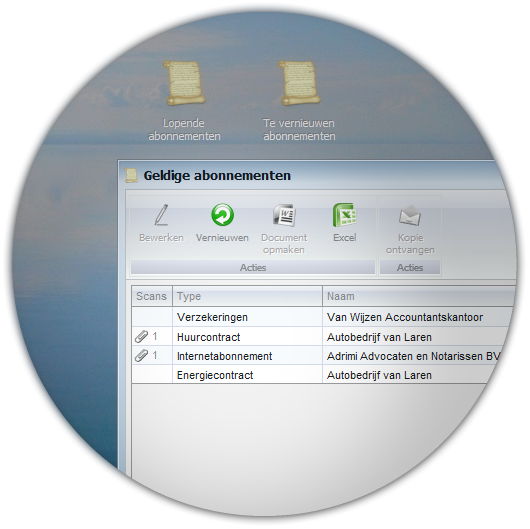 Lopende
abonnementen
Te vernieuwen
abonnementen
Geldige abonnementen
Bewerken
Vernieuwen
Document
opmaken
Excel
Kopie
ontvangen
Acties
Acties
Scans Type Naam
Verzekeringen Van Wijzen Accountantskantoor
1 Huurcontract Autobedrijf van Laren
1 Internetabonnement Adrimi Advocaten en Notarissen BV
Energiecontract Autobedrijf van Laren